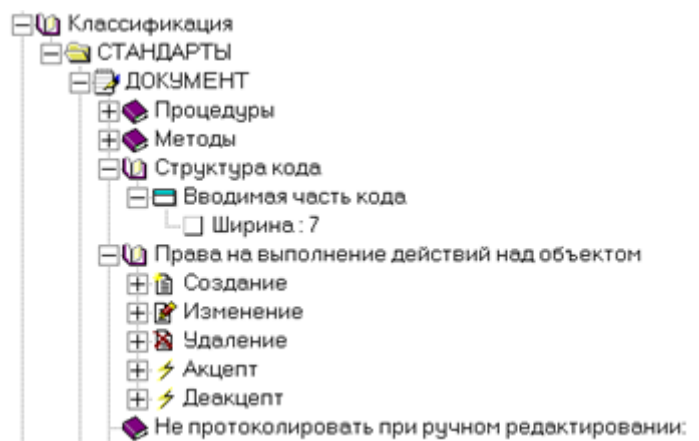 Классификация
СТАНДАРТЫ
ДОКУМЕНТ
Процедуры
Методы
Структура кода
Вводимая часть кода
Ширина : 7
Права на выполнение действий над объектом
Создание
Изменение
Удаление
Акцепт
Деакцепт
Не протоколировать при ручном редактировании: